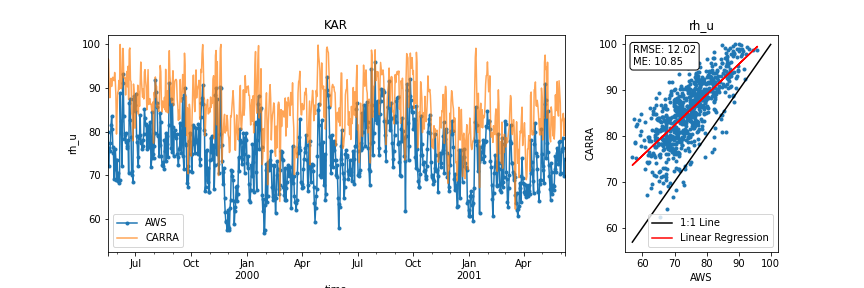 KAR
rh_u
100
90
80
70
60
AWS
CARRA
Jul
Oct
Jan
2000
Apr
Jul
Oct
Jan
2001
Apr
time
rh_u
CARRA
100
90
80
70
60
RMSE: 12.02
ME: 10.85
1:1 Line
Linear Regression
60
70
80
90
100
AWS